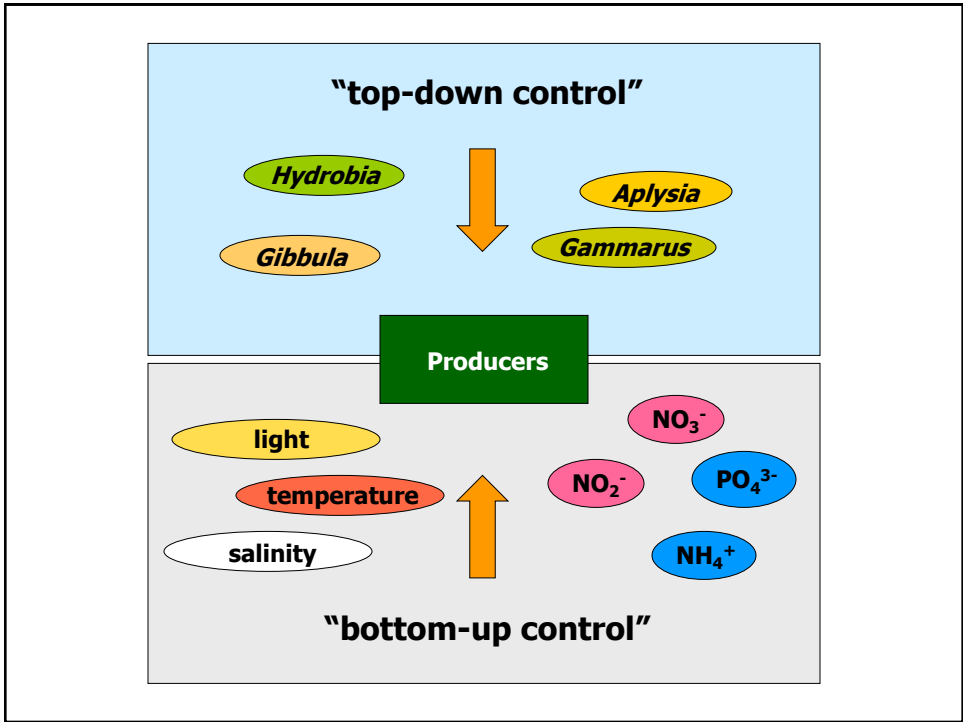 “top-down control”
Hydrobia
Aplysia
Gibbula
Gammarus
Producers
light
NO₃⁻
temperature
NO₂⁻
PO₄³⁻
salinity
NH₄⁺
“bottom-up control”